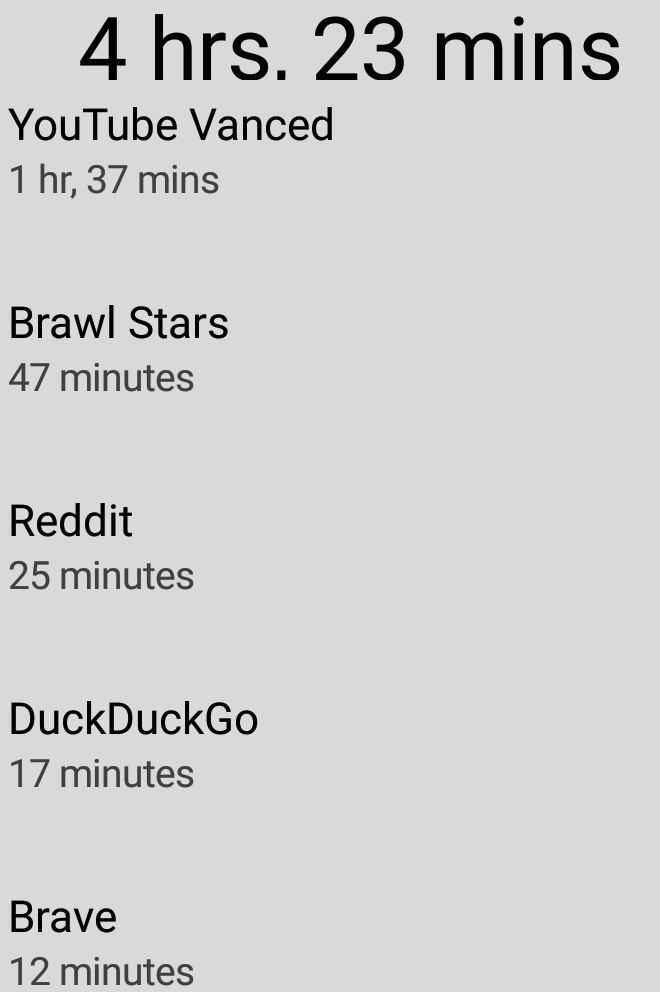 4 hrs. 23 mins
YouTube Vanced
1 hr, 37 mins
Brawl Stars
47 minutes
Reddit
25 minutes
DuckDuckGo
17 minutes
Brave
12 minutes